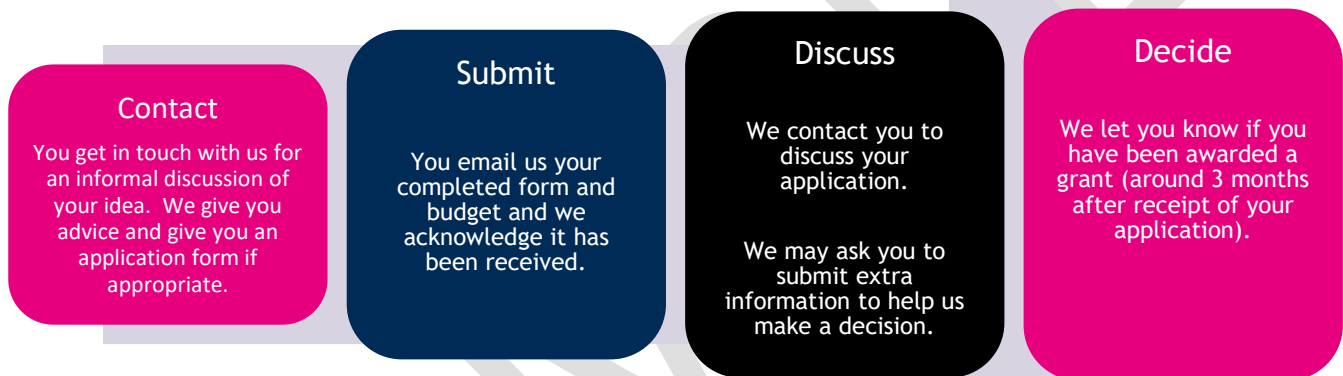 Contact
You get in touch with us for
an informal discussion of
your idea.  We give you
advice and give you an
application form if
appropriate.
Submit
You email us your
completed form and
budget and we
acknowledge it has
been received.
Discuss
We contact you to
discuss your
application.
We may ask you to
submit extra
information to help us
make a decision.
Decide
We let you know if you
have been awarded a
grant (around 3 months
after receipt of your
application).